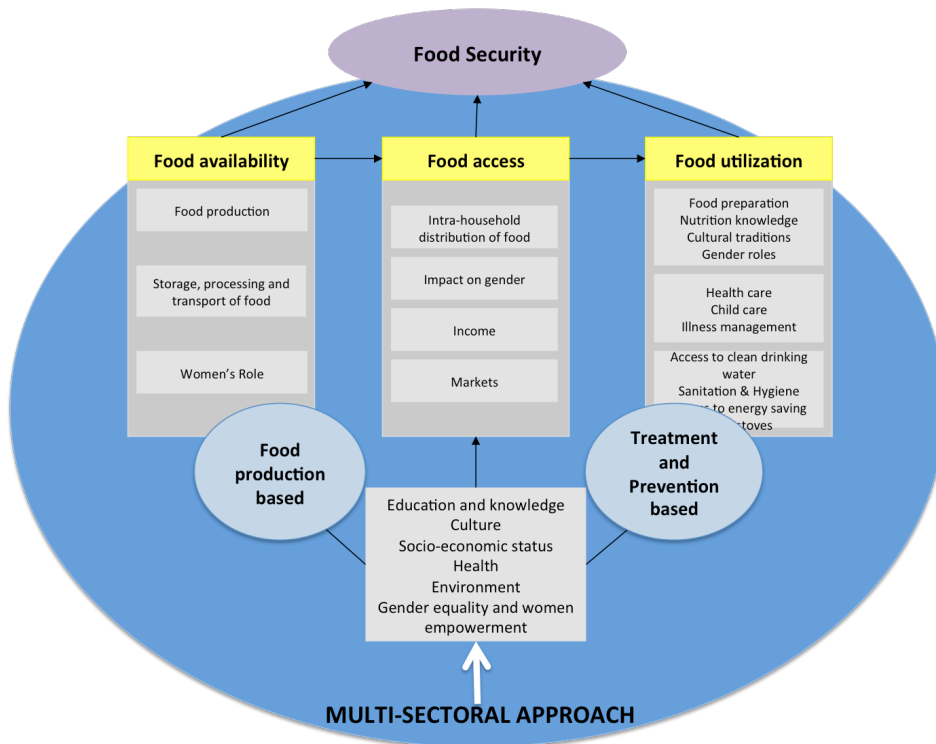 Food Security
Food availability
Food production
Storage, processing and
transport of food
Women's Role
Food access
Intra-household
distribution of food
Impact on gender
Income
Markets
Food utilization
Food preparation
Nutrition knowledge
Cultural traditions
Gender roles
Health care
Child care
Illness management
Access to clean drinking
water
Sanitation & Hygiene
to energy saving
stoves
Food
production
based
Treatment
and
Prevention
based
Education and knowledge
Culture
Socio-economic status
Health
Environment
Gender equality and women
empowerment
MULTI-SECTORAL APPROACH